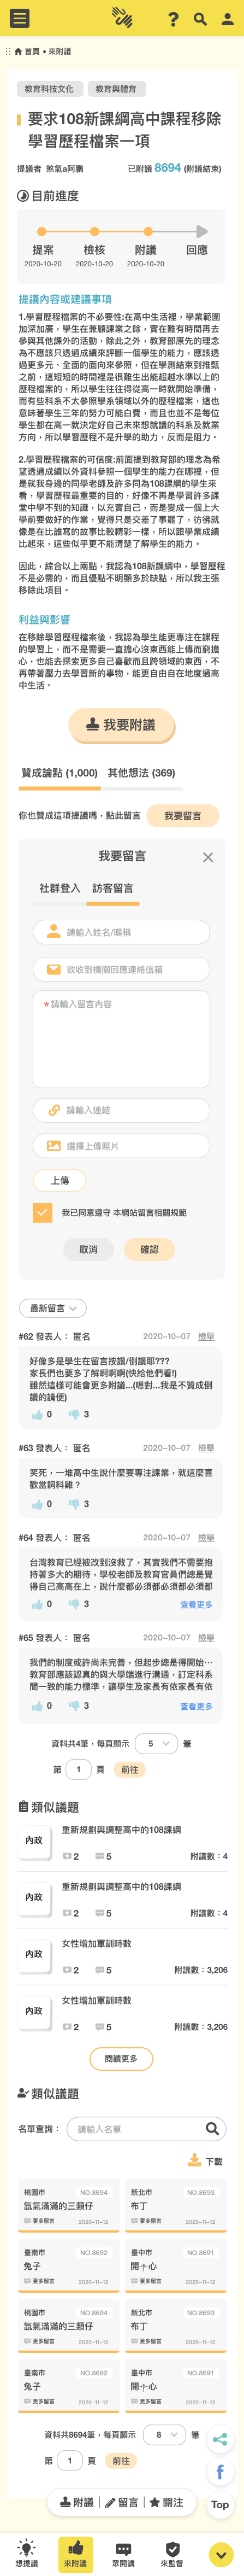 首頁 • 來附議
教育科技文化 教育與體育
要求108新課綱高中課程移除
學習歷程檔案一項
提議者 煞氣a阿鵬 已附議 8694 (附議結束)
目前進度
提案 檢核 附議 回應
2020-10-20 2020-10-20 2020-10-20
提議內容或建議事項
1.學習歷程檔案的不必要性:在高中生活裡，學業範圍
加深加廣，學生在兼顧課業之餘，實在難有時間再去
參與其他課外的活動，除此之外，教育部原先的理念
為不應該只透過成績來評斷一個學生的能力，應該透
過更多元、全面的面向來參照，但在學測結束到推甄
之前，這短短的時間裡是很難生出能超越水準以上的
歷程檔案的，所以學生往往得從高一時就開始準備，
而有些科系不太參照學系領域以外的歷程檔案，這也
意味著學生三年的努力可能白費，而且也並不是每位
學生都在高一就決定好自己未來想就讀的科系及就業
方向，所以學習歷程不是升學的助力，反而是阻力。
2.學習歷程檔案的可信度:前面提到教育部的理念為希
望透過成績以外資料參照一個學生的能力在哪裡，但
是就我身邊的同學老師及許多同為108課綱的學生來
看，學習歷程最重要的目的，好像不再是學習許多課
堂中學不到的知識，以充實自己，而是變成一個上大
學前要做好的作業，覺得只是交差了事罷了，彷彿就
像是在比誰寫的故事比較精彩一樣，所以跟學業成績
比起來，這些似乎更不能清楚了解學生的能力。
因此，綜合以上兩點，我認為108新課綱中，學習歷程
不是必需的，而且優點不明顯多於缺點，所以我主張
移除此項目。
利益與影響
在移除學習歷程檔案後，我認為學生能更專注在課程
的學習上，而不是需要一直擔心沒東西能上傳而窮擔
心，也能去探索更多自己喜歡而且跨領域的東西，不
再帶著壓力去學習新的事物，能更自由自在地度過高
中生活。
我要附議
贊成論點 (1,000) 其他想法 (369)
你也贊成這項提議嗎，點此留言 我要留言
我要留言
社群登入 訪客留言
請輸入姓名/暱稱
欲收到機關回應連絡信箱
*請輸入留言內容
請輸入連結
選擇上傳照片
上傳
我已同意遵守 本網站留言相關規範
取消 確認
最新留言
#62 發表人： 匿名 2020-10-07 檢舉
好像多是學生在留言按讚/倒讚耶???
家長們也要多了解啊啊啊(快給他們看!)
雖然這樣可能會更多附議...(嗯對...我是不贊成倒
讚的請便)
0 3
#63 發表人： 匿名 2020-10-07 檢舉
笑死，一堆高中生說什麼要專注課業，就這麼喜
歡當飼料雞？
0 3
#64 發表人： 匿名 2020-10-07 檢舉
台灣教育已經被改到沒救了，其實我們不需要抱
持著多大的期待，學校老師及教育官員們總是覺
得自己高高在上，說什麼都必須都必須都必須都
0 3 查看更多
#65 發表人： 匿名 2020-10-07 檢舉
我們的制度或許尚未完善，但起步總是得開始…
教育部應該認真的與大學端進行溝通，訂定科系
間一致的能力標準，讓學生及家長有依家長有依
0 3 查看更多
資料共4筆，每頁顯示 5 筆
第 1 頁 前往
類似議題
內政 重新規劃與調整高中的108課綱
2 5 附議數：4
內政 重新規劃與調整高中的108課綱
2 5 附議數：4
內政 女性增加軍訓時數
2 5 附議數：3,206
內政 女性增加軍訓時數
2 5 附議數：3,206
閱讀更多
類似議題
名單查詢： 請輸入名單
下載
桃園市 NO.8694 新北市 NO.8693
氙氣滿滿的三類仔 布丁
更多留言 2020-11-12 更多留言 2020-11-12
臺南市 NO.8692 臺中市 NO.8691
兔子 開↑心
更多留言 2020-11-12 更多留言 2020-11-12
桃園市 NO.8694 新北市 NO.8693
氙氣滿滿的三類仔 布丁
更多留言 2020-11-12 更多留言 2020-11-12
臺南市 NO.8692 臺中市 NO.8691
兔子 開↑心
更多留言 2020-11-12 更多留言 2020-11-12
資料共8694筆，每頁顯示 8 筆
第 1 頁 前往
附議 留言 關注
Top
想提議 來附議 眾開講 來監督